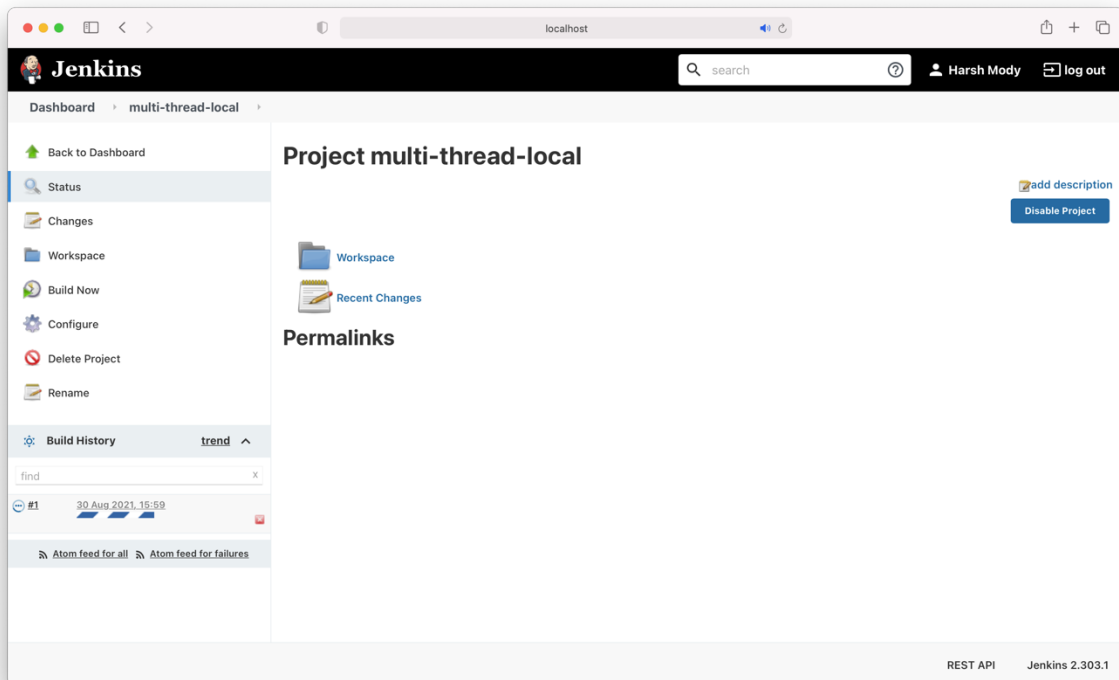 localhost
Jenkins
search
Harsh Mody
log out
Dashboard
multi-thread-local
Back to Dashboard
Status
Changes
Workspace
Build Now
Configure
Delete Project
Rename
Build History
trend
find
x
#1
30 Aug 2021, 15:59
Atom feed for all
Atom feed for failures
Project multi-thread-local
add description
Disable Project
Workspace
Recent Changes
Permalinks
REST API
Jenkins 2.303.1